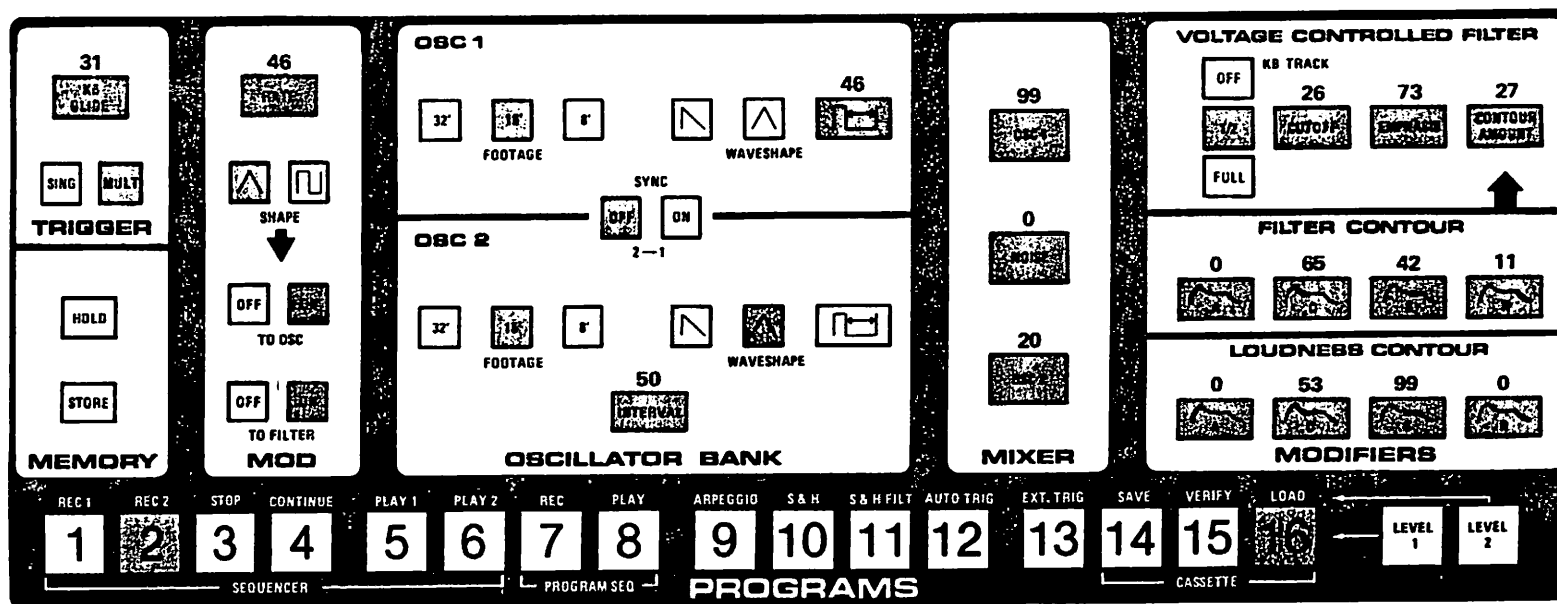 31
KB
GLIDE
SING MULT
TRIGGER
HOLD
STORE
MEMORY
46
RATE
SHAPE
OFF
TO OSC
OFF
TO FILTER
MOD
OSC 1
32' 16' 8'
FOOTAGE
46
WAVESHAPE
SYNC
OFF ON
2—1
OSC 2
32' 16' 8'
FOOTAGE
WAVESHAPE
50
INTERVAL
OSCILLATOR BANK
99
OSC 1
0
NOISE
20
OSC 2
MIXER
VOLTAGE CONTROLLED FILTER
KB TRACK
OFF
1/2
FULL
26 73 27
CUTOFF EMPHASIS CONTOUR
AMOUNT
FILTER CONTOUR
0 65 42 11
LOUDNESS CONTOUR
0 53 99 0
A D S R
MODIFIERS
REC 1 REC 2 STOP CONTINUE PLAY 1 PLAY 2 REC PLAY ARPEGGIO S & H S & H FILT AUTO TRIG EXT. TRIG SAVE VERIFY LOAD
1 2 3 4 5 6 7 8 9 10 11 12 13 14 15 16
LEVEL
1
LEVEL
2
SEQUENCER PROGRAM SEQ PROGRAMS CASSETTE